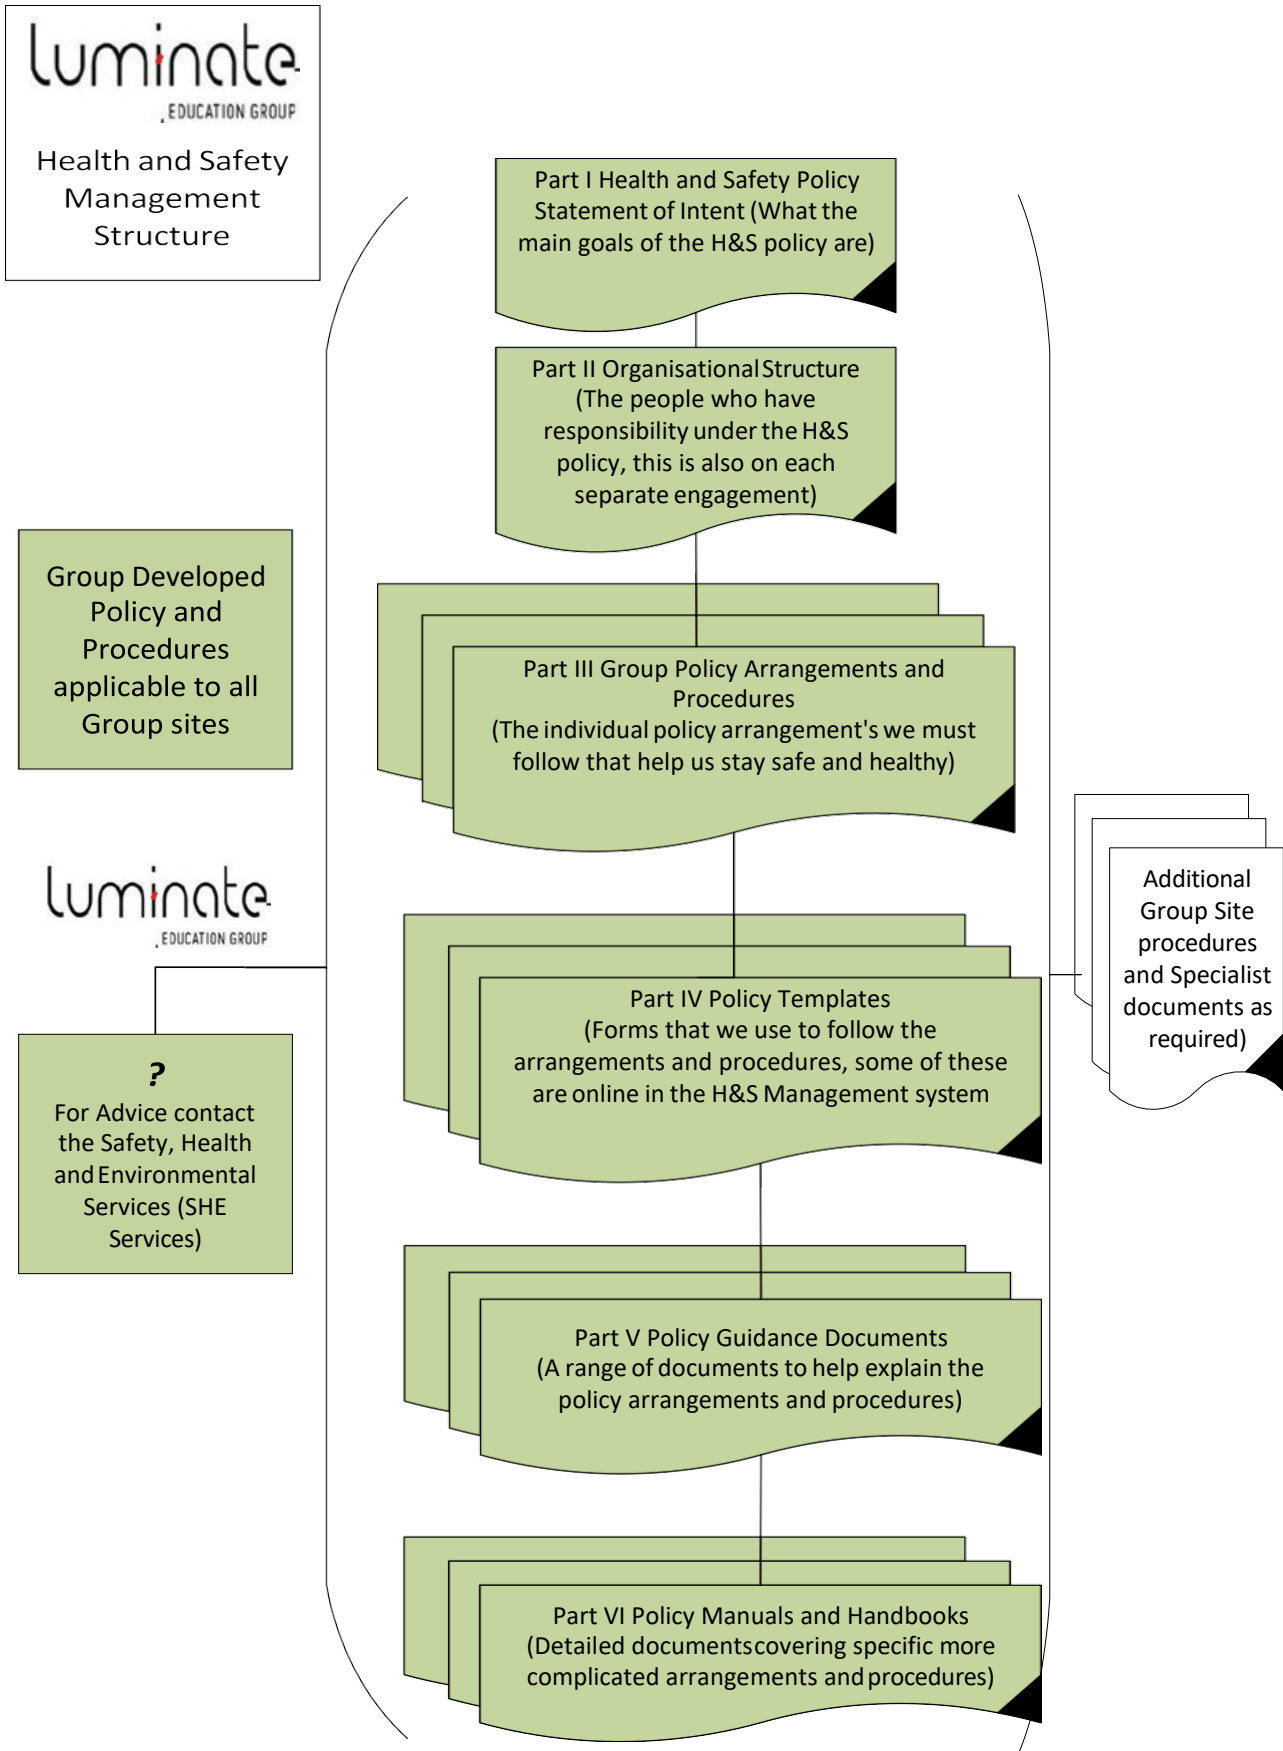 luminate
EDUCATION GROUP
Health and Safety
Management
Structure
Part I Health and Safety Policy
Statement of Intent (What the
main goals of the H&S policy are)
Part II Organisational Structure
(The people who have
responsibility under the H&S
policy, this is also on each
separate engagement)
Group Developed
Policy and
Procedures
applicable to all
Group sites
Part III Group Policy Arrangements and
Procedures
(The individual policy arrangement's we must
follow that help us stay safe and healthy)
luminate
EDUCATION GROUP
Additional
Group Site
procedures
and Specialist
documents as
required)
Part IV Policy Templates
(Forms that we use to follow the
arrangements and procedures, some of these
are online in the H&S Management system
?
For Advice contact
the Safety, Health
and Environmental
Services (SHE
Services)
Part V Policy Guidance Documents
(A range of documents to help explain the
policy arrangements and procedures)
Part VI Policy Manuals and Handbooks
(Detailed documents covering specific more
complicated arrangements and procedures)